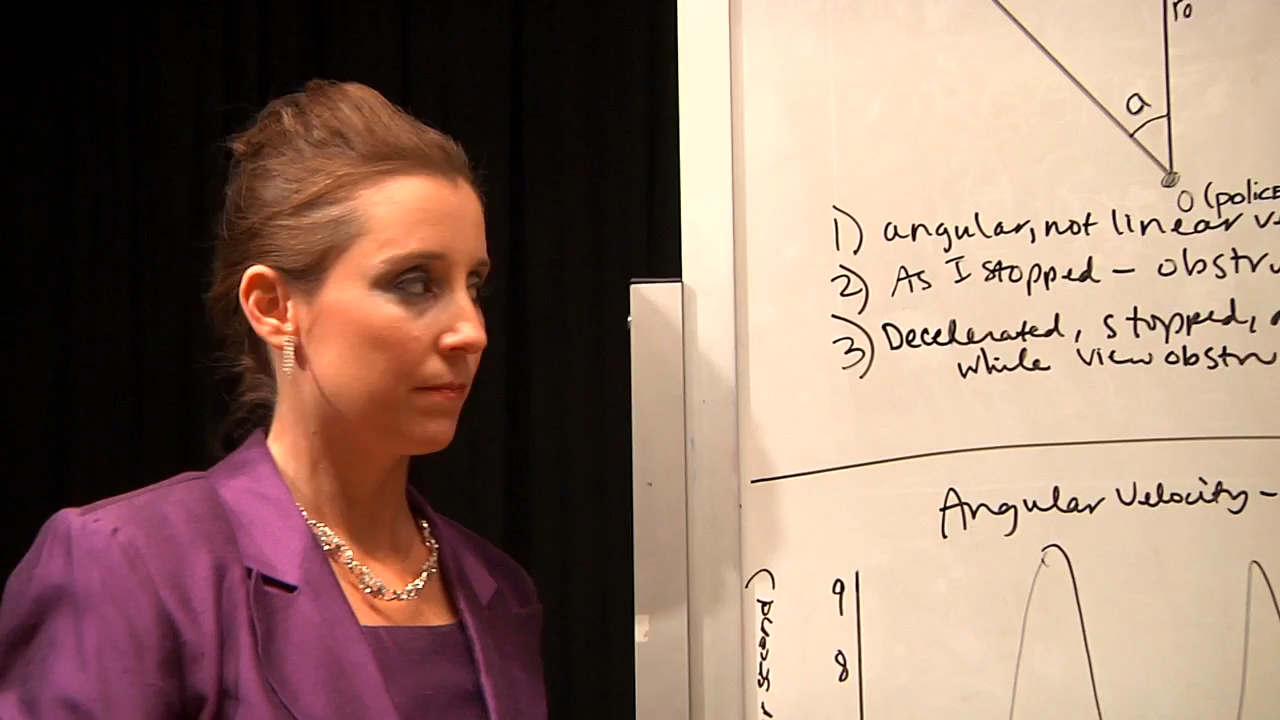 r₀
a
O (police
1) angular, not linear ve
2) As I stopped – obstru
3) Decelerated, stopped, a
while view obstru
Angular Velocity –
9
8